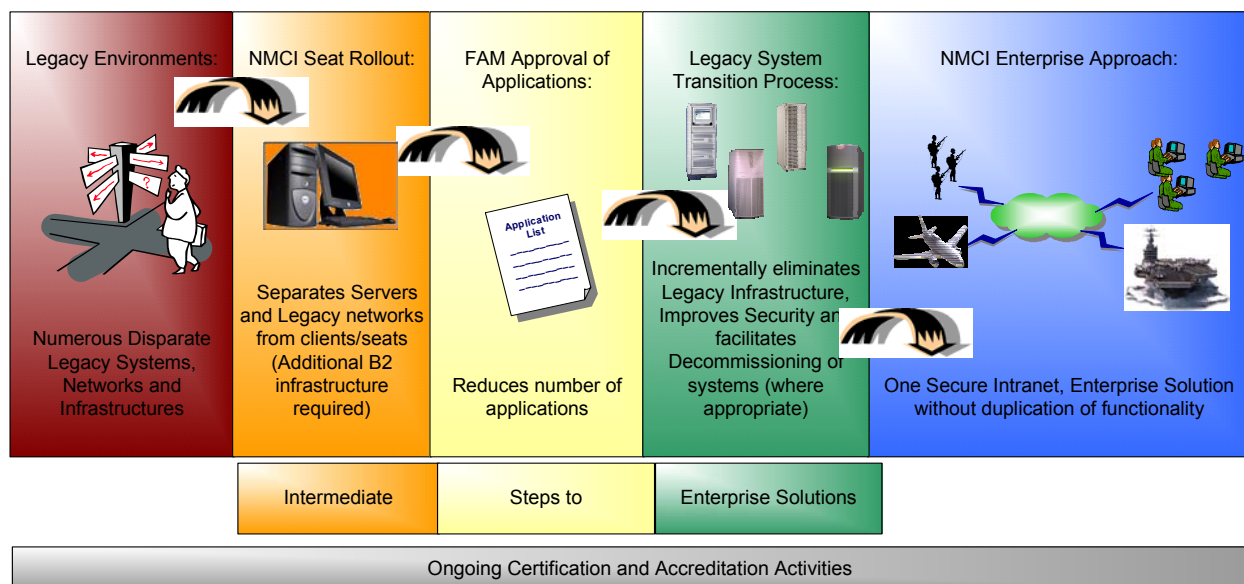 Legacy Environments:
Numerous Disparate
Legacy Systems,
Networks and
Infrastructures
NMCI Seat Rollout:
Separates Servers
and Legacy networks
from clients/seats
(Additional B2
infrastructure
required)
FAM Approval of
Applications:
Application
List
Reduces number of
applications
Legacy System
Transition Process:
Incrementally eliminates
Legacy Infrastructure,
Improves Security an
facilitates
Decommissioning of
systems (where
appropriate)
NMCI Enterprise Approach:
One Secure Intranet, Enterprise Solution
without duplication of functionality
?
Intermediate
Steps to
Enterprise Solutions
Ongoing Certification and Accreditation Activities